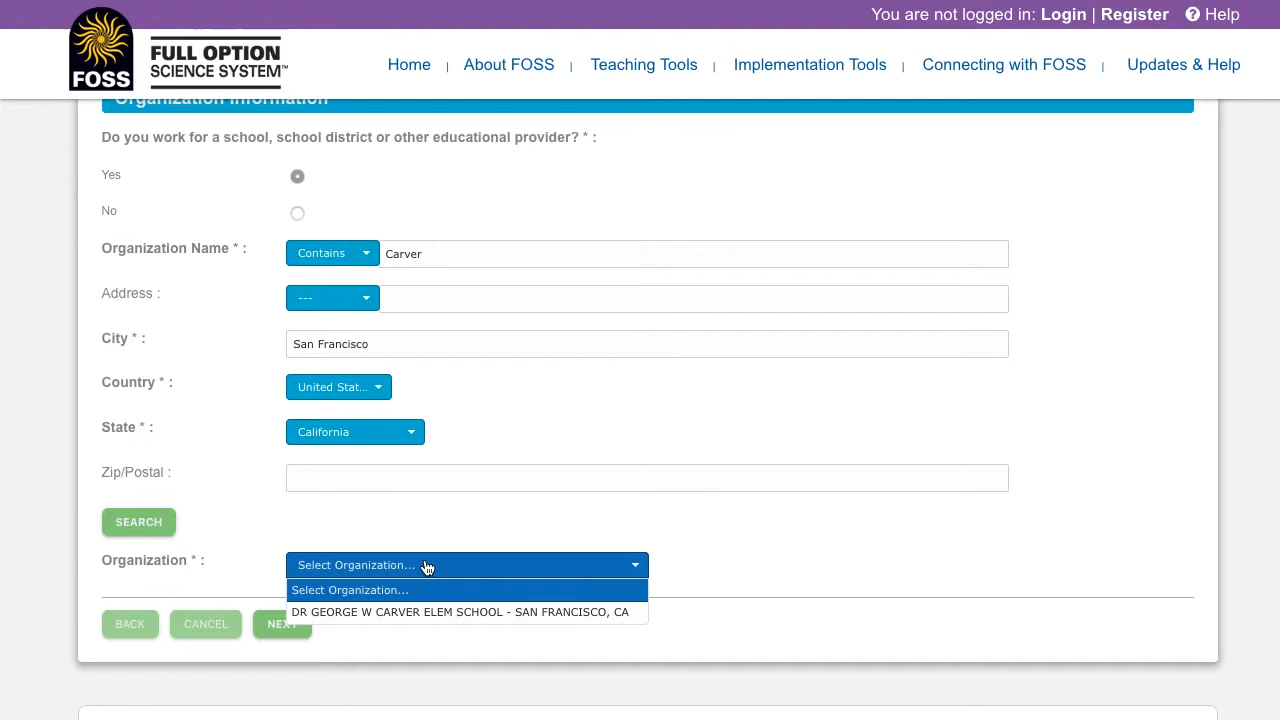 You are not logged in: Login | Register Help
FOSS
FULL OPTION
SCIENCE SYSTEM™
Home | About FOSS | Teaching Tools | Implementation Tools | Connecting with FOSS | Updates & Help
Organization Information
Do you work for a school, school district or other educational provider? * :
Yes
No
Organization Name * : Contains Carver
Address : ---
City * : San Francisco
Country * : United Stat...
State * : California
Zip/Postal :
SEARCH
Organization * : Select Organization...
Select Organization...
DR GEORGE W CARVER ELEM SCHOOL - SAN FRANCISCO, CA
BACK CANCEL NEXT